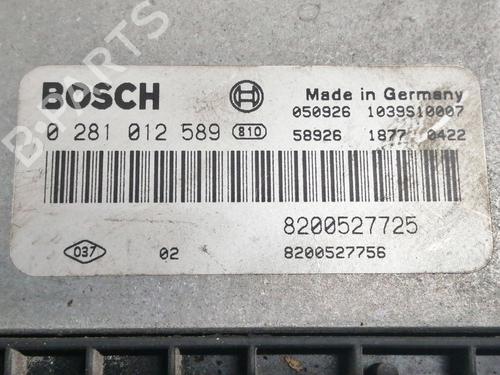 B-PARTS
BOSCH
Made in Germany
050926 1039S10007
0 281 012 589 810
58926 1877 0422
8200527725
037 02 8200527756